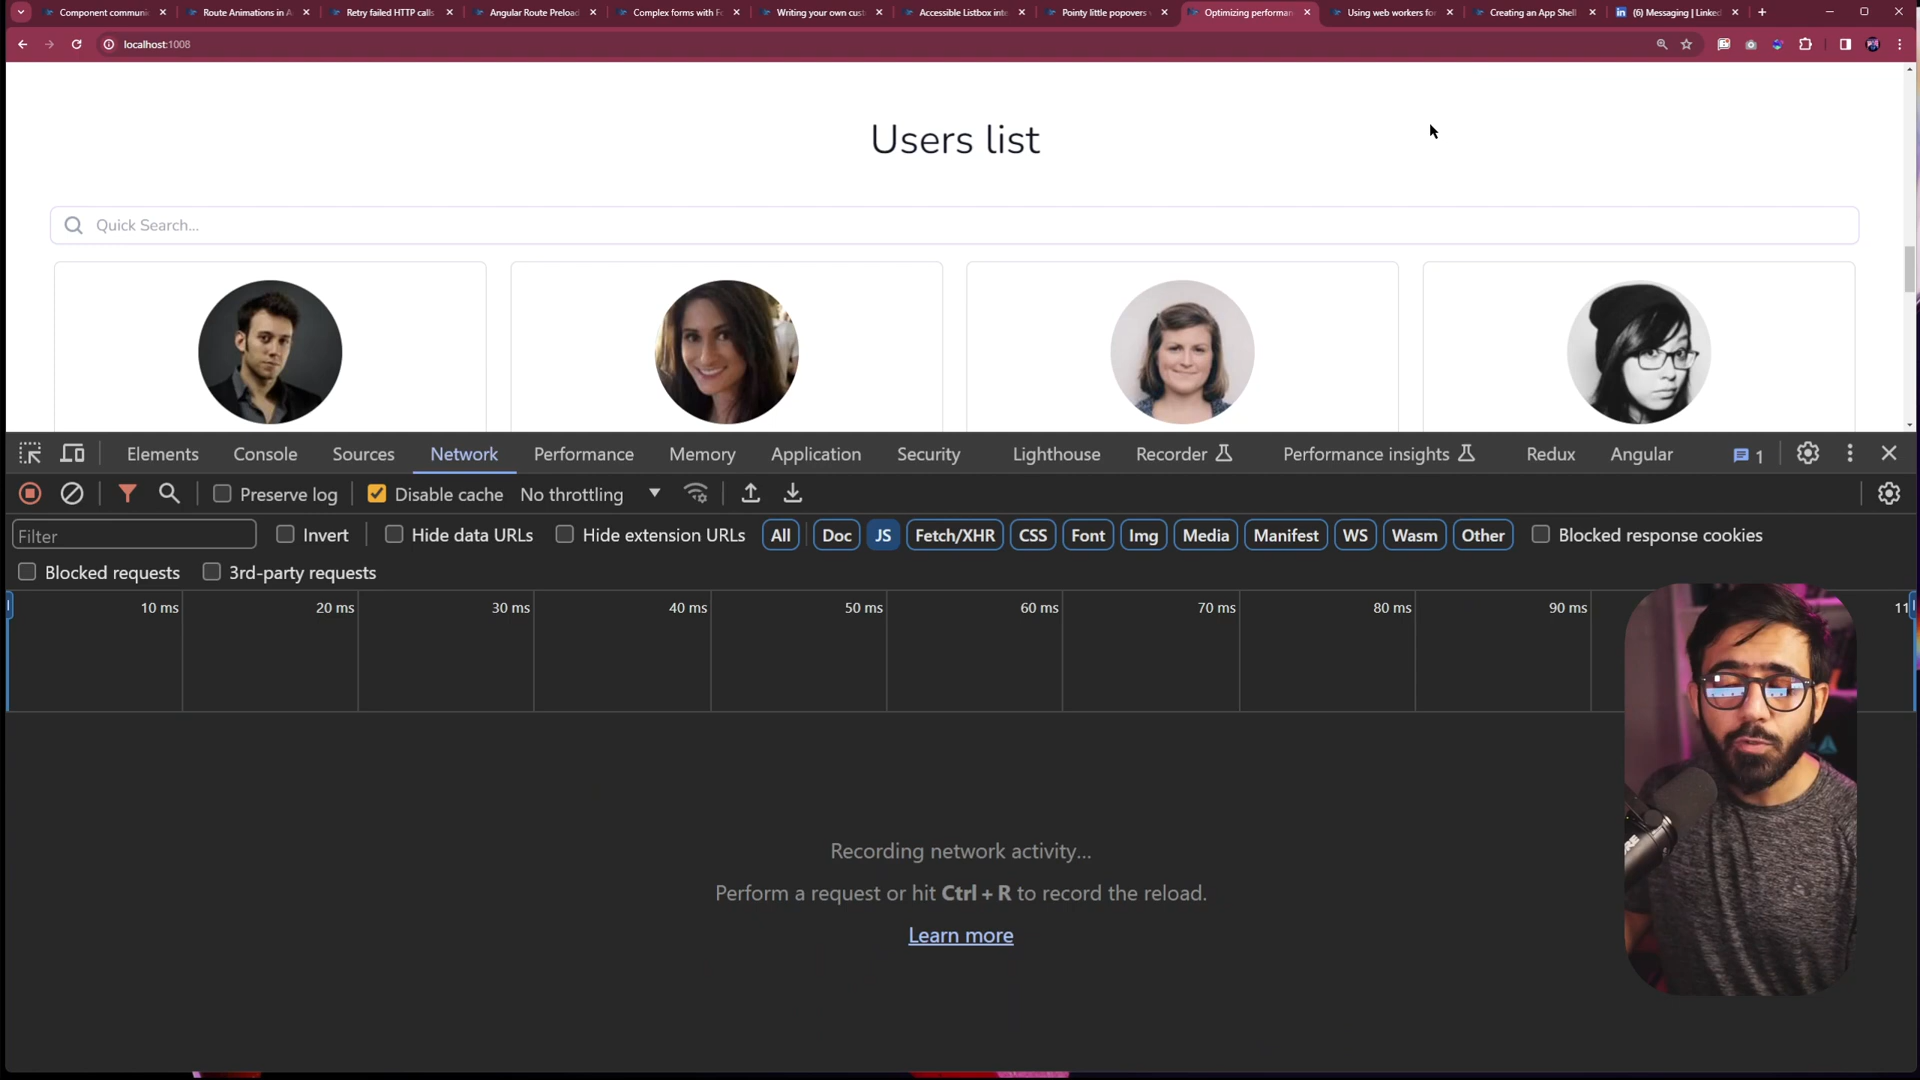 Component communi
Route Animations in A
Retry failed HTTP calls
Angular Route Preload
Complex forms with Fo
Writing your own cus
Accessible Listbox inte
Pointy little popovers
Optimizing performan
Using web workers for
Creating an App Shell
(6) Messaging | Linked
localhost:1008
Users list
Quick Search...
Elements Console Sources Network Performance Memory Application Security Lighthouse Recorder Performance insights Redux Angular 1
Preserve log Disable cache No throttling
Filter Invert Hide data URLs Hide extension URLs All Doc JS Fetch/XHR CSS Font Img Media Manifest WS Wasm Other Blocked response cookies
Blocked requests 3rd-party requests
10 ms 20 ms 30 ms 40 ms 50 ms 60 ms 70 ms 80 ms 90 ms 11
Recording network activity...
Perform a request or hit Ctrl + R to record the reload.
Learn more